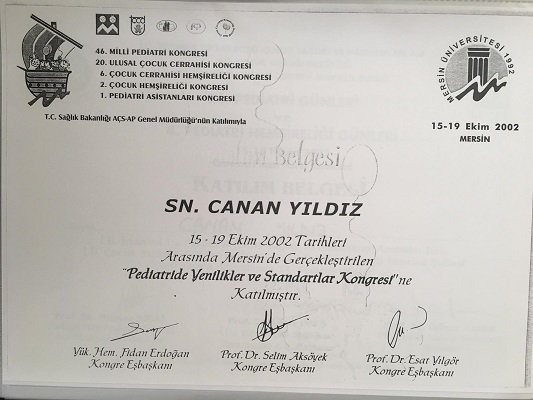 46. MİLLİ PEDİATRİ KONGRESİ
20. ULUSAL ÇOCUK CERRAHİSİ KONGRESİ
6. ÇOCUK CERRAHİSİ HEMŞİRELİĞİ KONGRESİ
2. ÇOCUK HEMŞİRELİĞİ KONGRESİ
1. PEDİATRİ ASİSTANLARI KONGRESİ
T.C. Sağlık Bakanlığı AÇS-AP Genel Müdürlüğü'nün Katılımıyla
MERSİN ÜNİVERSİTESİ 1992
15-19 Ekim 2002
MERSİN
Belgesi
KATILIM BELGESİ
SN. CANAN YILDIZ
15 - 19 Ekim 2002 Tarihleri
Arasında Mersin'de Gerçekleştirilen
"Pediatride Yenilikler ve Standartlar Kongresi"ne
Katılmıştır.
Yük. Hem. Fidan Erdoğan
Kongre Eşbaşkanı
Prof. Dr. Selim Aksöyek
Kongre Eşbaşkanı
Prof. Dr. Esat Yılgör
Kongre Eşbaşkanı